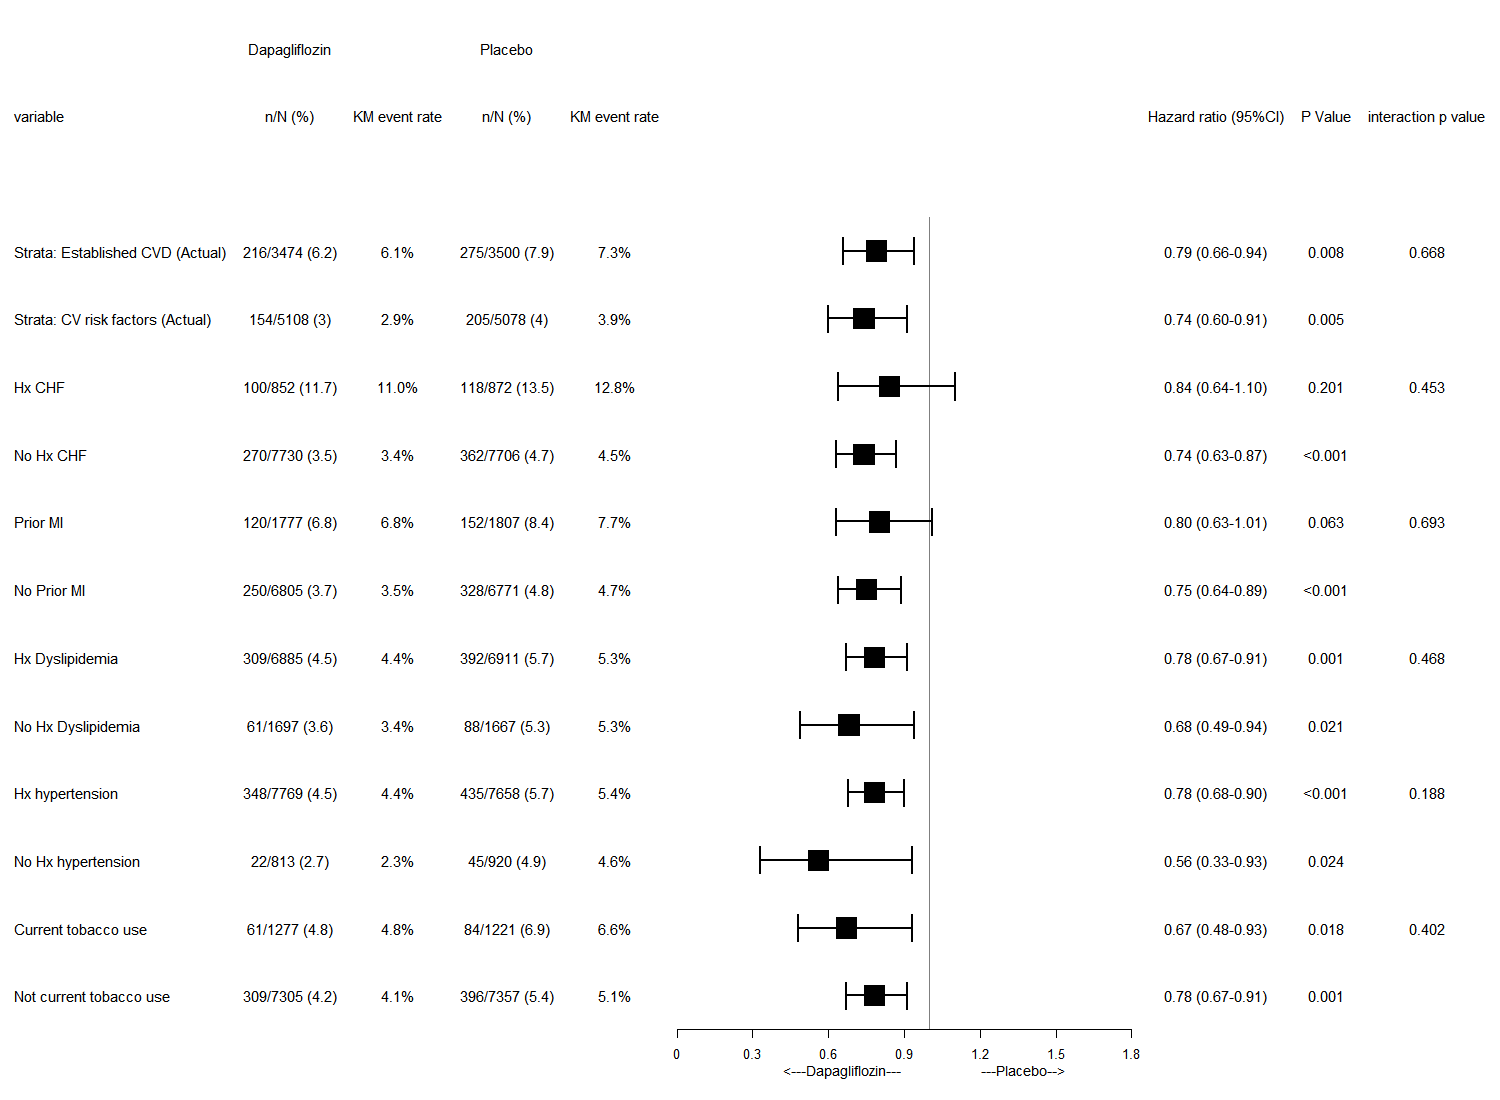 Dapagliflozin Placebo
variable n/N (%) KM event rate n/N (%) KM event rate Hazard ratio (95%CI) P Value interaction p value
Strata: Established CVD (Actual) 216/3474 (6.2) 6.1% 275/3500 (7.9) 7.3% 0.79 (0.66-0.94) 0.008 0.668
Strata: CV risk factors (Actual) 154/5108 (3) 2.9% 205/5078 (4) 3.9% 0.74 (0.60-0.91) 0.005
Hx CHF 100/852 (11.7) 11.0% 118/872 (13.5) 12.8% 0.84 (0.64-1.10) 0.201 0.453
No Hx CHF 270/7730 (3.5) 3.4% 362/7706 (4.7) 4.5% 0.74 (0.63-0.87) <0.001
Prior MI 120/1777 (6.8) 6.8% 152/1807 (8.4) 7.7% 0.80 (0.63-1.01) 0.063 0.693
No Prior MI 250/6805 (3.7) 3.5% 328/6771 (4.8) 4.7% 0.75 (0.64-0.89) <0.001
Hx Dyslipidemia 309/6885 (4.5) 4.4% 392/6911 (5.7) 5.3% 0.78 (0.67-0.91) 0.001 0.468
No Hx Dyslipidemia 61/1697 (3.6) 3.4% 88/1667 (5.3) 5.3% 0.68 (0.49-0.94) 0.021
Hx hypertension 348/7769 (4.5) 4.4% 435/7658 (5.7) 5.4% 0.78 (0.68-0.90) <0.001 0.188
No Hx hypertension 22/813 (2.7) 2.3% 45/920 (4.9) 4.6% 0.56 (0.33-0.93) 0.024
Current tobacco use 61/1277 (4.8) 4.8% 84/1221 (6.9) 6.6% 0.67 (0.48-0.93) 0.018 0.402
Not current tobacco use 309/7305 (4.2) 4.1% 396/7357 (5.4) 5.1% 0.78 (0.67-0.91) 0.001
0 0.3 0.6 0.9 1.2 1.5 1.8
<---Dapagliflozin--- ---Placebo-->